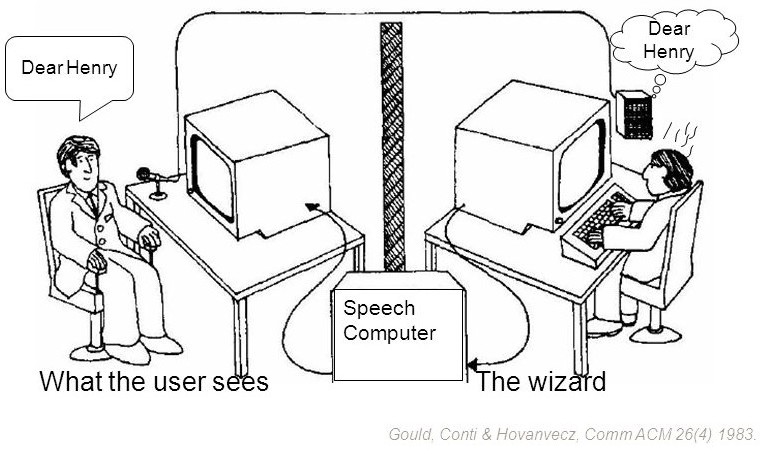 Dear Henry
Dear
Henry
Speech
Computer
What the user sees
The wizard
Gould, Conti & Hovanvecz, Comm ACM 26(4) 1983.